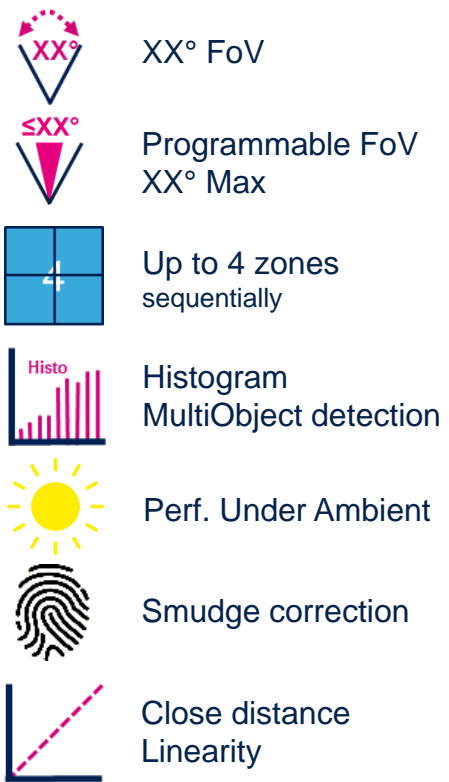 XX°
XX° FoV
≤XX°
Programmable FoV
XX° Max
4
Up to 4 zones
sequentially
Histo
Histogram
MultiObject detection
Perf. Under Ambient
Smudge correction
Close distance
Linearity